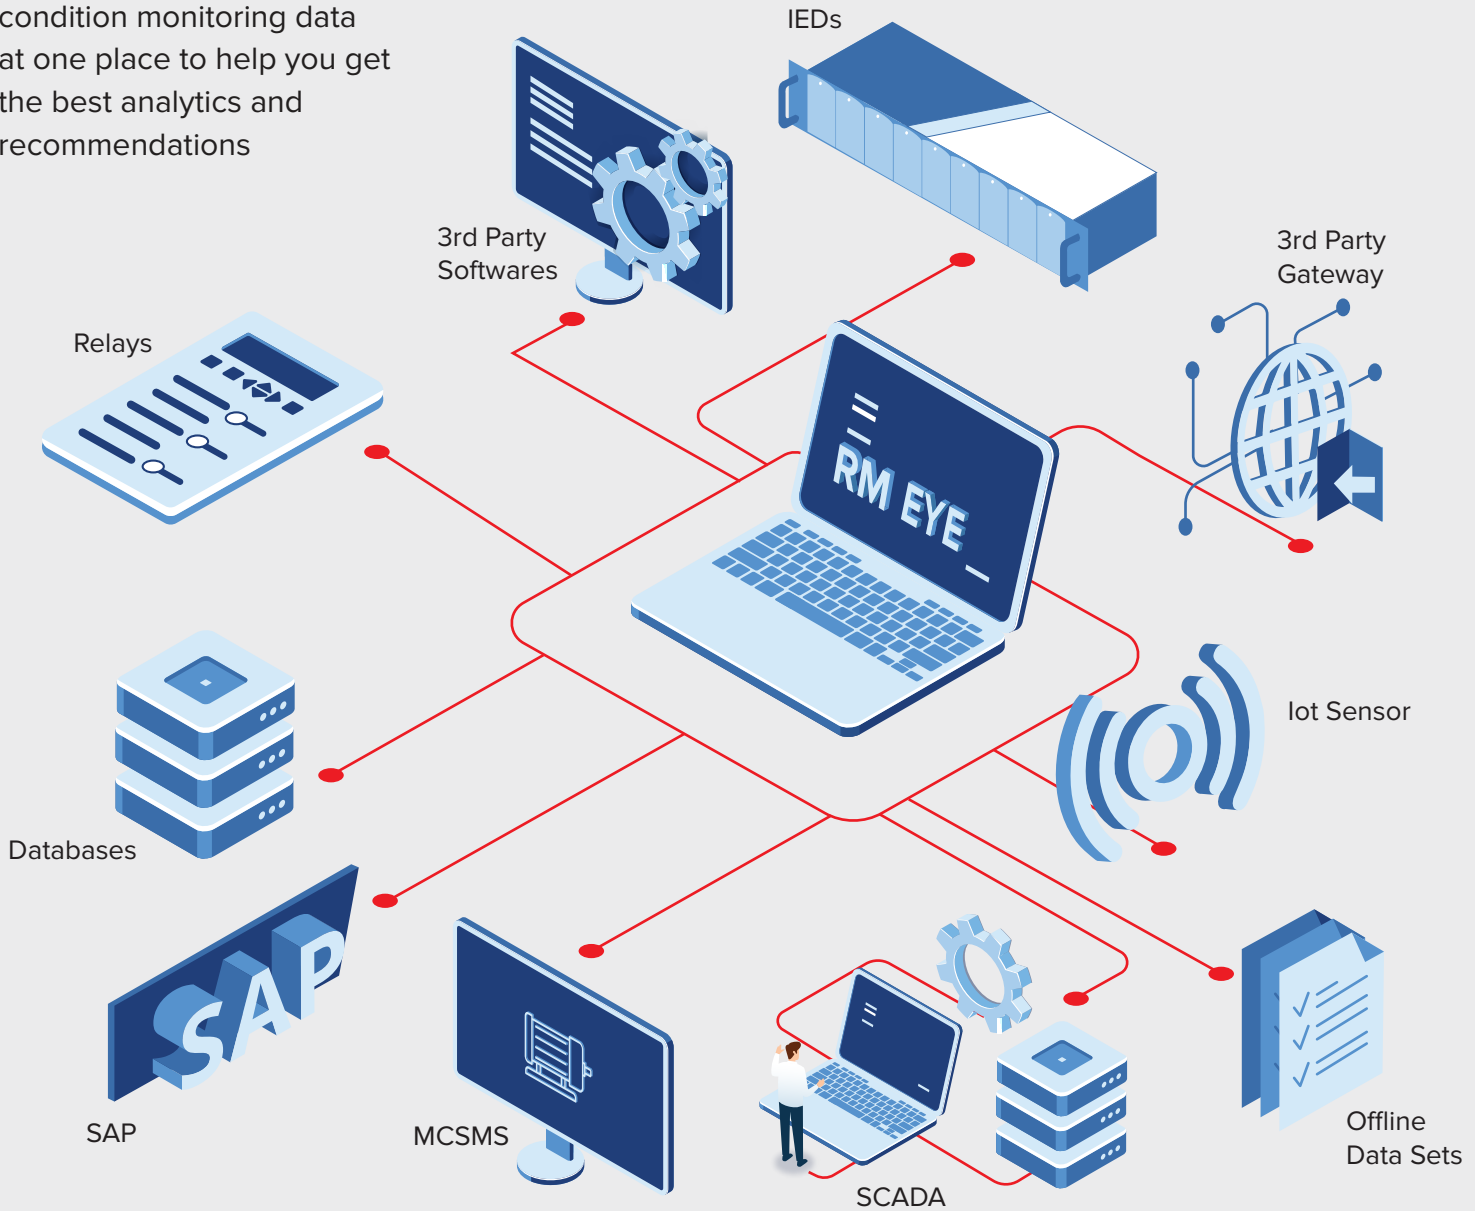 condition monitoring data
at one place to help you get
the best analytics and
recommendations
IEDs
3rd Party
Softwares
3rd Party
Gateway
Relays
RM EYE
Iot Sensor
Databases
SAP
SAP
MCSMS
SCADA
Offline
Data Sets